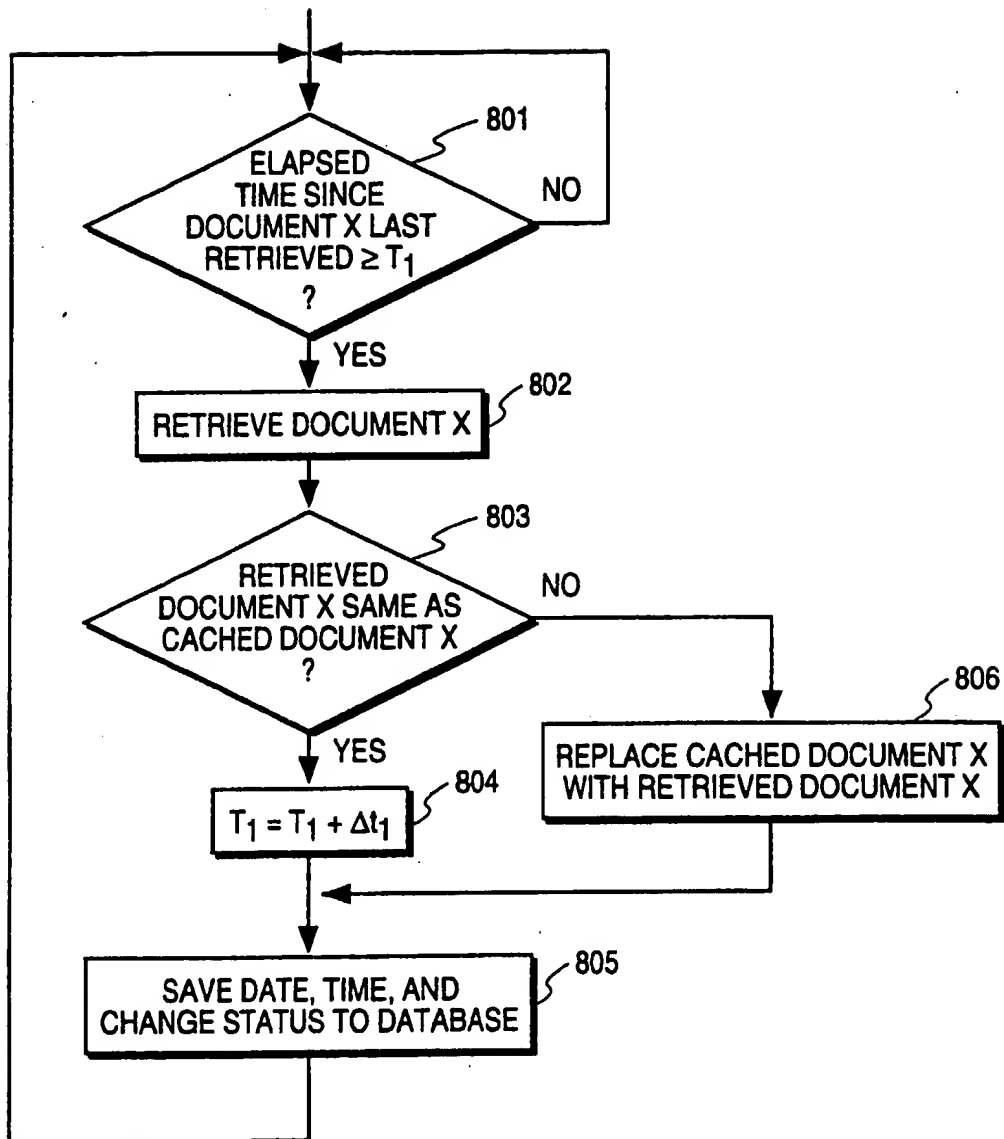 801
ELAPSED
TIME SINCE
DOCUMENT X LAST
RETRIEVED ≥ T1
?
NO
YES
802
RETRIEVE DOCUMENT X
803
RETRIEVED
DOCUMENT X SAME AS
CACHED DOCUMENT X
?
NO
YES
806
REPLACE CACHED DOCUMENT X
WITH RETRIEVED DOCUMENT X
804
T1 = T1 + Δt1
805
SAVE DATE, TIME, AND
CHANGE STATUS TO DATABASE